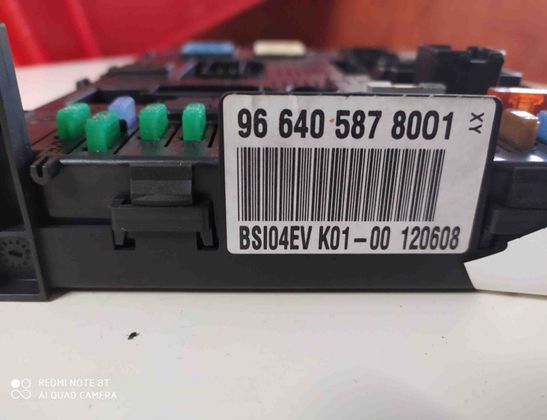 96 640 587 8001
XY
BSI04EV K01-00 120608
REDMI NOTE 8T
AI QUAD CAMERA